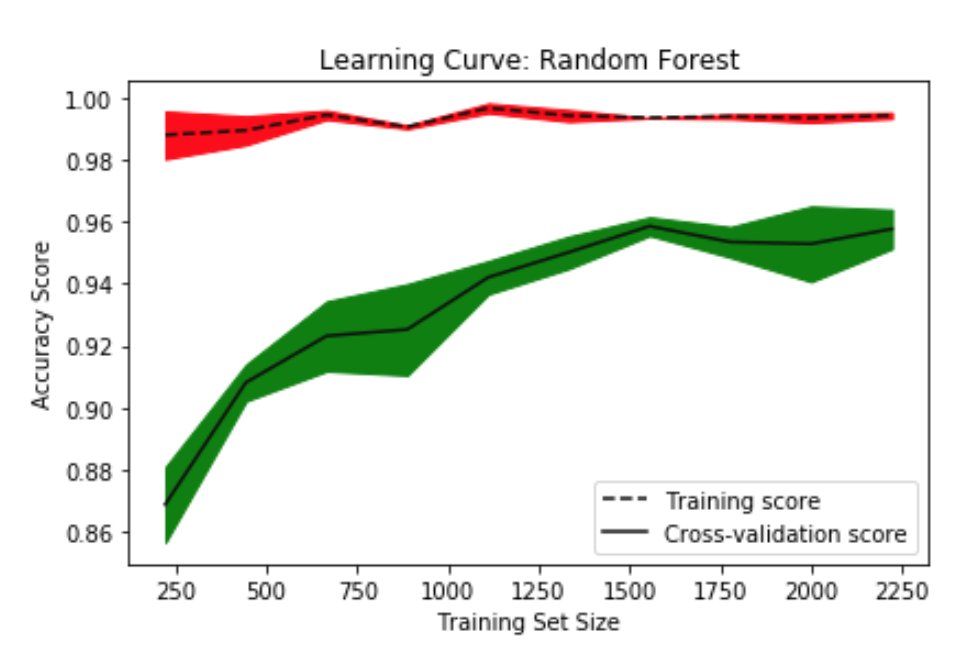 Learning Curve: Random Forest
1.00
0.98
0.96
0.94
0.92
0.90
0.88
0.86
Accuracy Score
Training score
Cross-validation score
250 500 750 1000 1250 1500 1750 2000 2250
Training Set Size